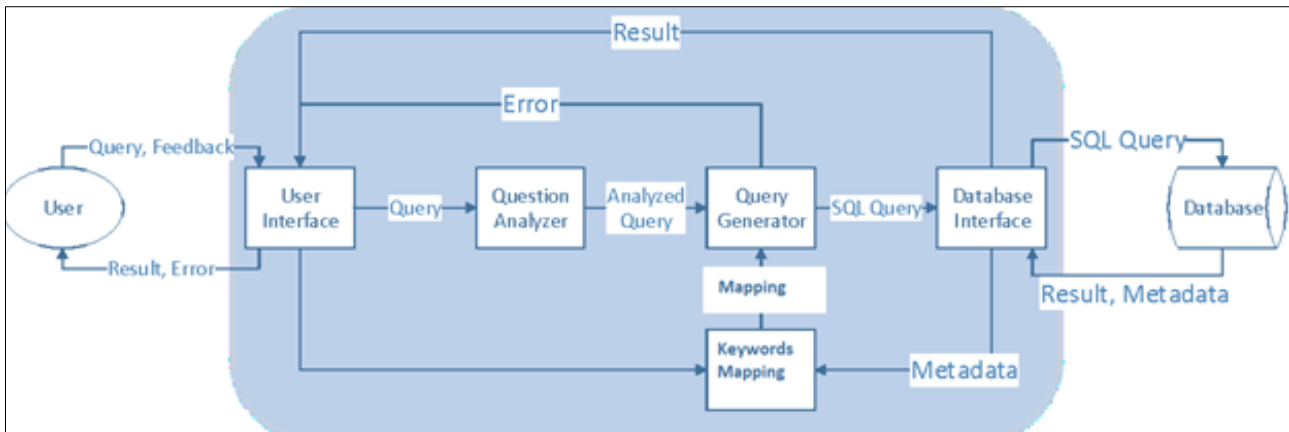 Result
Error
Query, Feedback
SQL Query
User
User
Interface
Query
Question
Analyzer
Analyzed
Query
Query
Generator
SQL Query
Database
Interface
Database
Result, Error
Mapping
Result, Metadata
Keywords
Mapping
Metadata